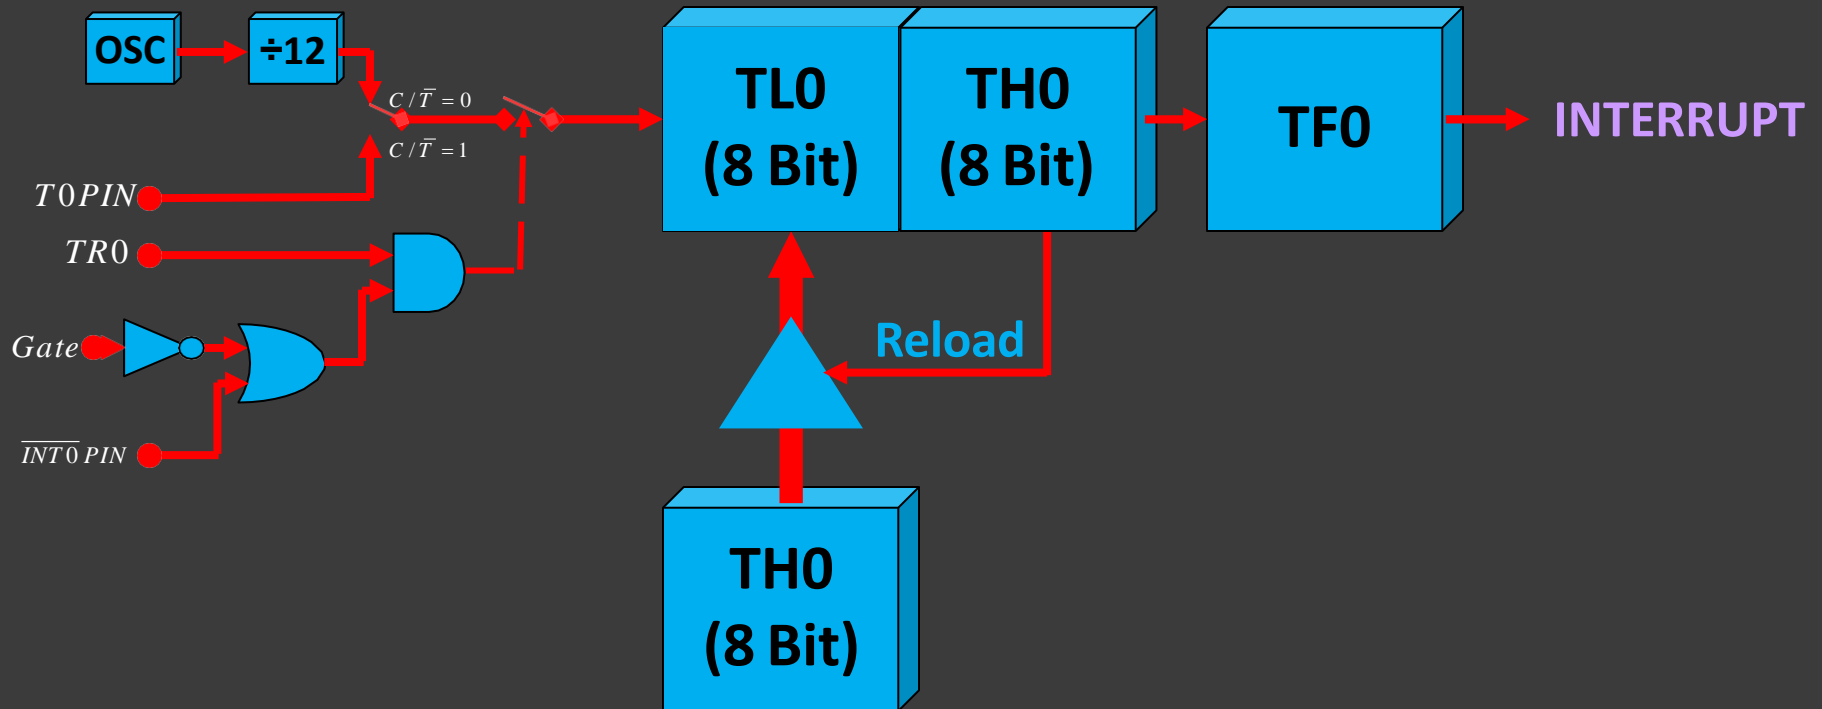 OSC
÷12
C / T̅ = 0
C / T̅ = 1
T0PIN
TR0
Gate
I̅N̅T̅0̅ PIN
TL0
(8 Bit)
TH0
(8 Bit)
TF0
INTERRUPT
Reload
TH0
(8 Bit)